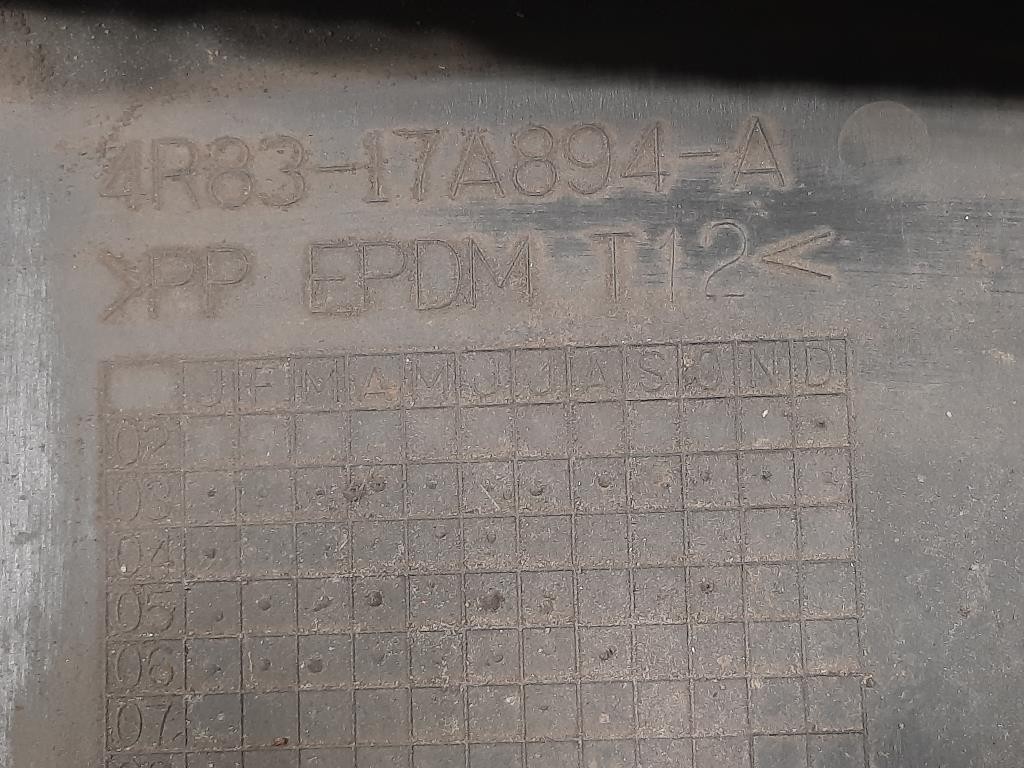 4R83-17A894-A
>PP EPDM T12<
J F M A M J J A S O N D
02
03
04
05
06
07